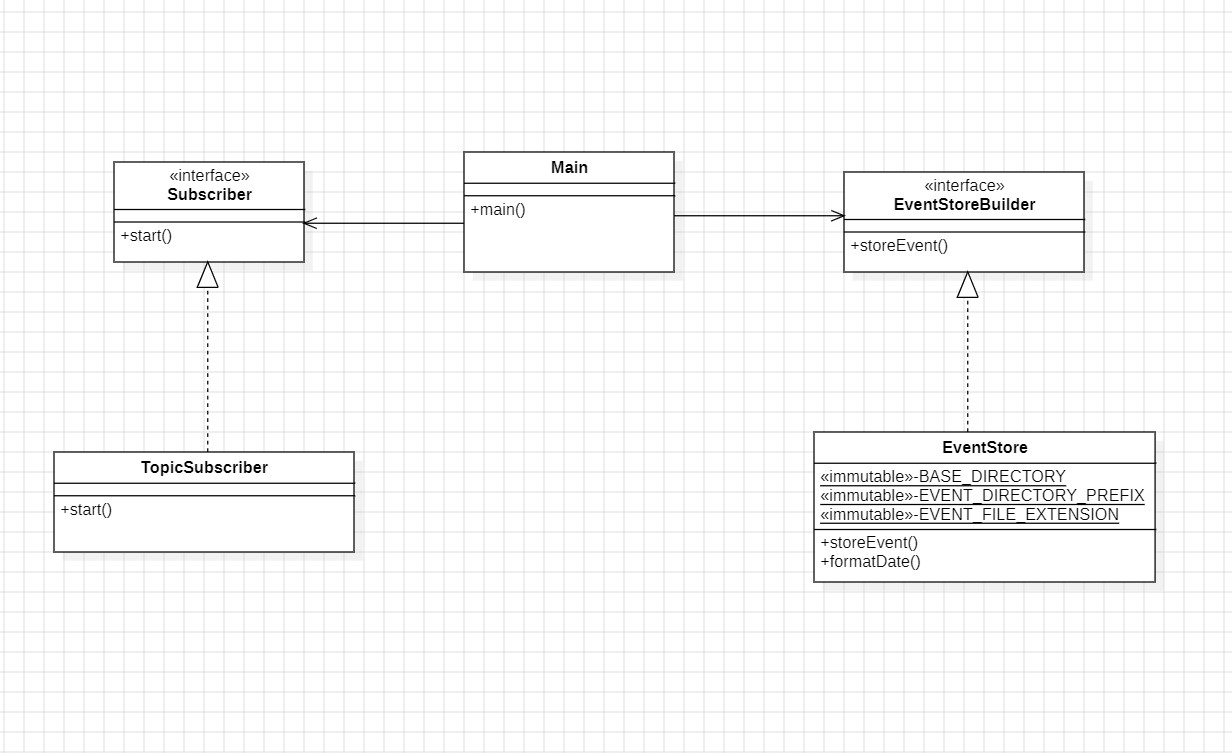 «interface»
Subscriber
+start()
Main
+main()
«interface»
EventStoreBuilder
+storeEvent()
TopicSubscriber
+start()
EventStore
«immutable»-BASE_DIRECTORY
«immutable»-EVENT_DIRECTORY_PREFIX
«immutable»-EVENT_FILE_EXTENSION
+storeEvent()
+formatDate()